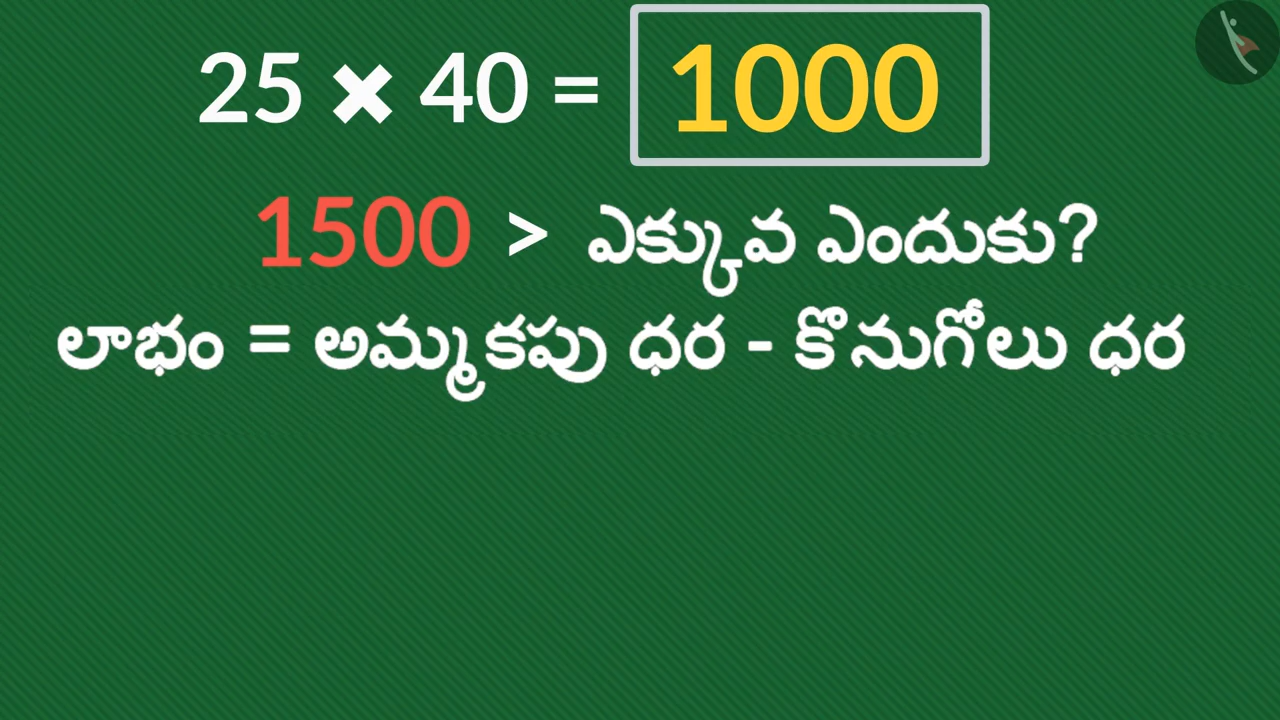 25 × 40 = 1000
1500 > ఎక్కువ ఎందుకు?
లాభం = అమ్మకపు ధర - కొనుగోలు ధర